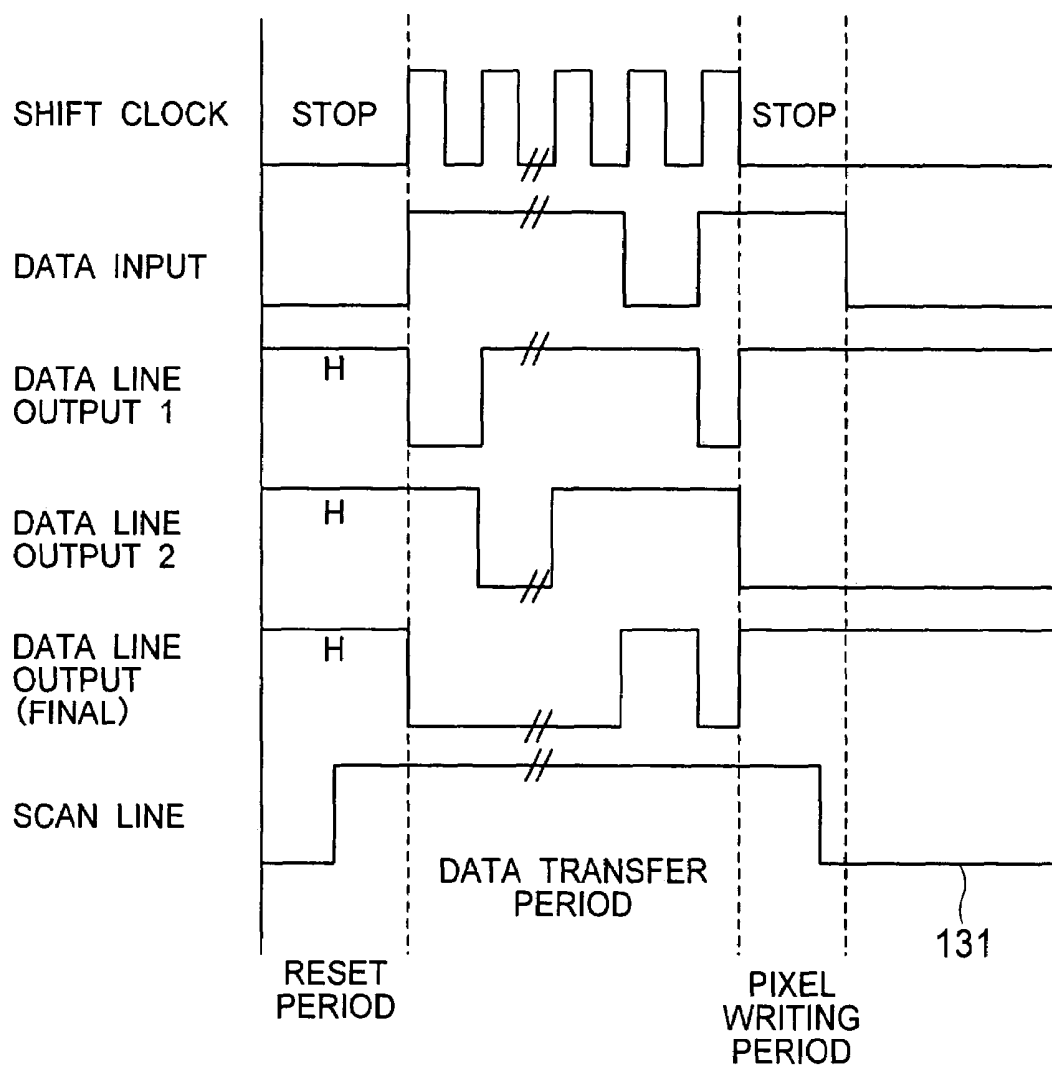 SHIFT CLOCK
STOP
STOP
DATA INPUT
DATA LINE
OUTPUT 1
H
DATA LINE
OUTPUT 2
H
DATA LINE
OUTPUT
(FINAL)
H
SCAN LINE
DATA TRANSFER
PERIOD
131
RESET
PERIOD
PIXEL
WRITING
PERIOD